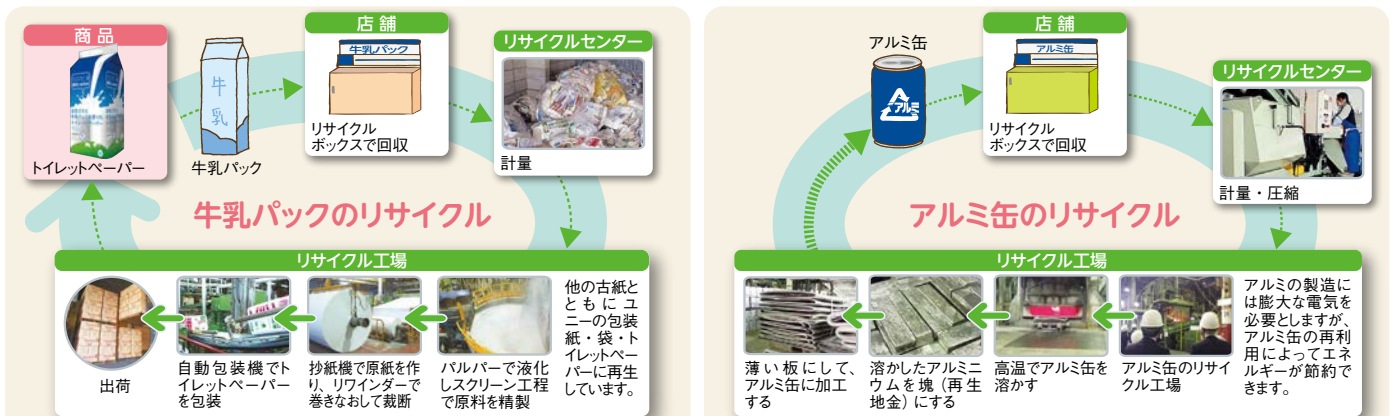 商品
トイレットペーパー
牛乳
牛乳パック
店舗
牛乳パック
リサイクル
ボックスで回収
リサイクルセンター
計量
牛乳パックのリサイクル
リサイクル工場
他の古紙と
ともにユ
ニーの包装
紙・袋・ト
イレットペー
パーに再生
しています。
パルパーで液化
しスクリーン工程
で原料を精製
抄紙機で原紙を作
り、リワインダーで
巻きなおして裁断
自動包装機でト
イレットペーパー
を包装
出荷
アルミ缶
アルミ
店舗
アルミ缶
リサイクル
ボックスで回収
リサイクルセンター
計量・圧縮
アルミ缶のリサイクル
リサイクル工場
アルミの製造に
は膨大な電気を
必要としますが、
アルミ缶の再利
用によってエネ
ルギーが節約で
きます。
アルミ缶のリサイ
クル工場
高温でアルミ缶を
溶かす
溶かしたアルミニ
ウムを塊（再生
地金）にする
薄い板にして、
アルミ缶に加工
する